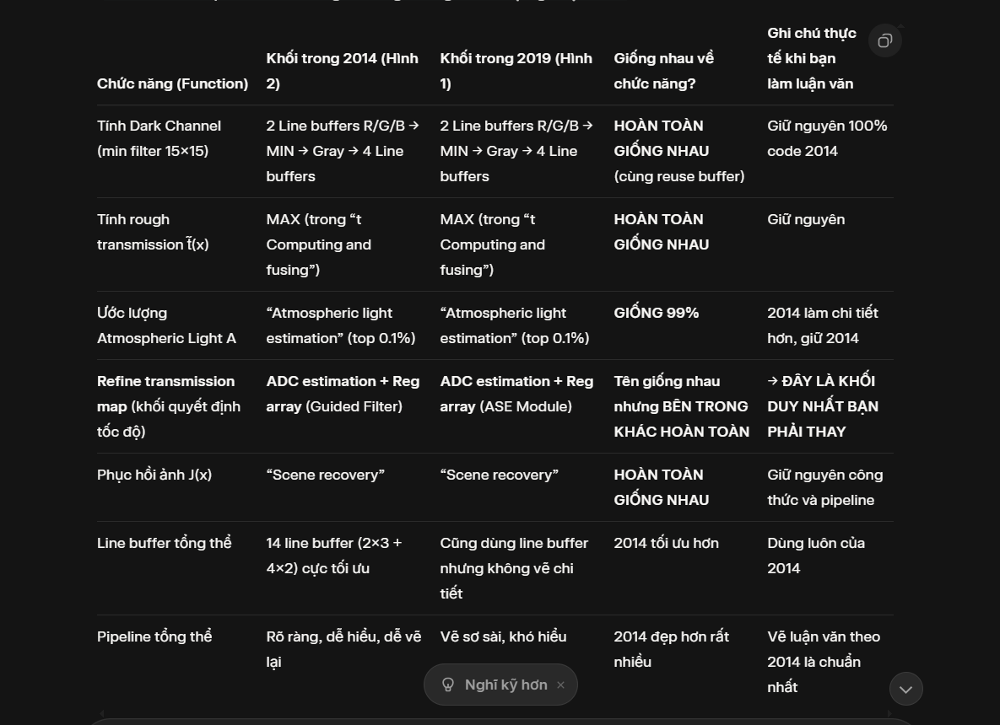 Chức năng (Function)
Khối trong 2014 (Hình
2)
Khối trong 2019 (Hình
1)
Giống nhau về
chức năng?
Ghi chú thực
tế khi bạn
làm luận văn
Tính Dark Channel
(min filter 15×15)
2 Line buffers R/G/B →
MIN → Gray → 4 Line
buffers
2 Line buffers R/G/B →
MIN → Gray → 4 Line
buffers
HOÀN TOÀN
GIỐNG NHAU
(cùng reuse buffer)
Giữ nguyên 100%
code 2014
Tính rough
transmission t̃(x)
MAX (trong “t
Computing and
fusing”)
MAX (trong “t
Computing and
fusing”)
HOÀN TOÀN
GIỐNG NHAU
Giữ nguyên
Ước lượng
Atmospheric Light A
“Atmospheric light
estimation” (top 0.1%)
“Atmospheric light
estimation” (top 0.1%)
GIỐNG 99%
2014 làm chi tiết
hơn, giữ 2014
Refine transmission
map (khối quyết định
tốc độ)
ADC estimation + Reg
array (Guided Filter)
ADC estimation + Reg
array (ASE Module)
Tên giống nhau
nhưng BÊN TRONG
KHÁC HOÀN TOÀN
→ ĐÂY LÀ KHỐI
DUY NHẤT BẠN
PHẢI THAY
Phục hồi ảnh J(x)
“Scene recovery”
“Scene recovery”
HOÀN TOÀN
GIỐNG NHAU
Giữ nguyên công
thức và pipeline
Line buffer tổng thể
14 line buffer (2×3 +
4×2) cực tối ưu
Cũng dùng line buffer
nhưng không vẽ chi
tiết
2014 tối ưu hơn
Dùng luôn của
2014
Pipeline tổng thể
Rõ ràng, dễ hiểu, dễ vẽ
lại
Vẽ sơ sài, khó hiểu
2014 đẹp hơn rất
nhiều
Vẽ luận văn theo
2014 là chuẩn
nhất
Nghĩ kỹ hơn